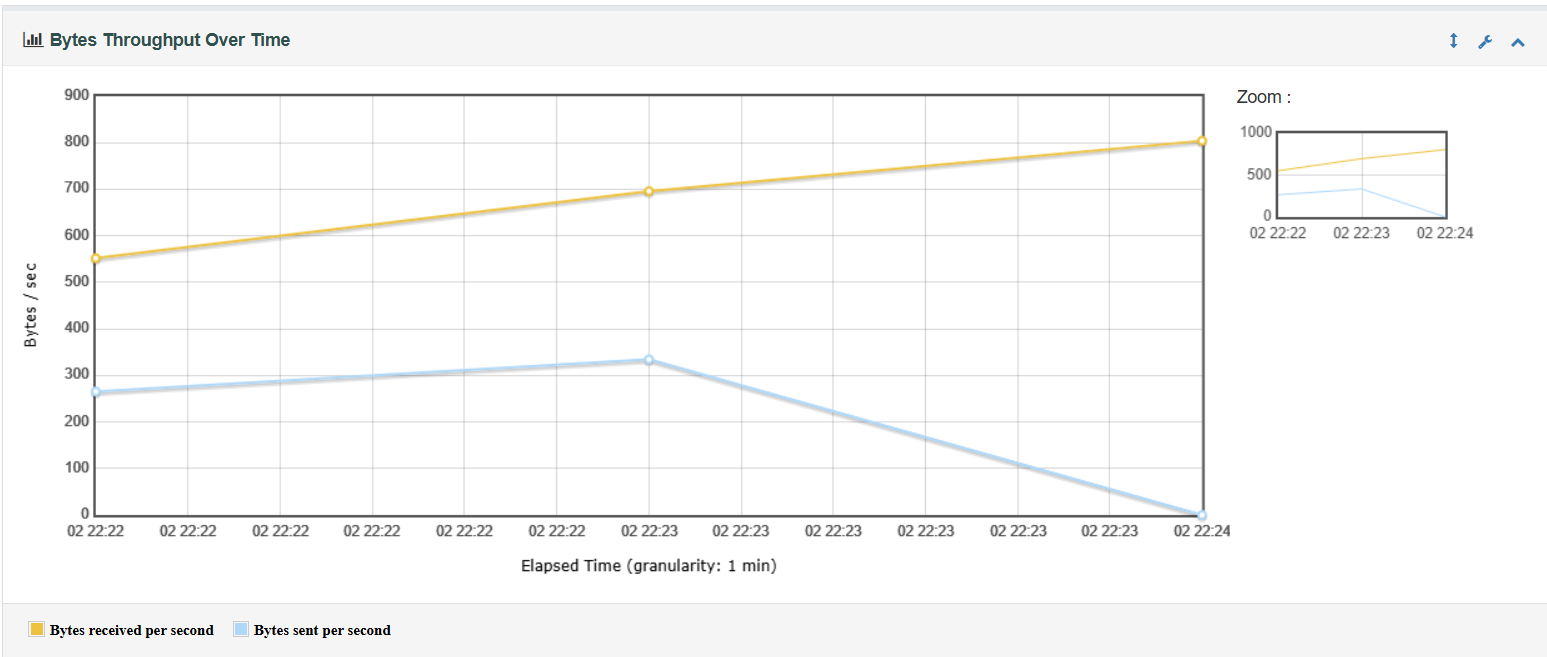 Bytes Throughput Over Time
Zoom :
900
800
700
600
500
400
300
200
100
0
Bytes / sec
02 22:22 02 22:22 02 22:22 02 22:22 02 22:22 02 22:22 02 22:23 02 22:23 02 22:23 02 22:23 02 22:23 02 22:23 02 22:24
Elapsed Time (granularity: 1 min)
1000
500
0
02 22:22 02 22:23 02 22:24
Bytes received per second Bytes sent per second